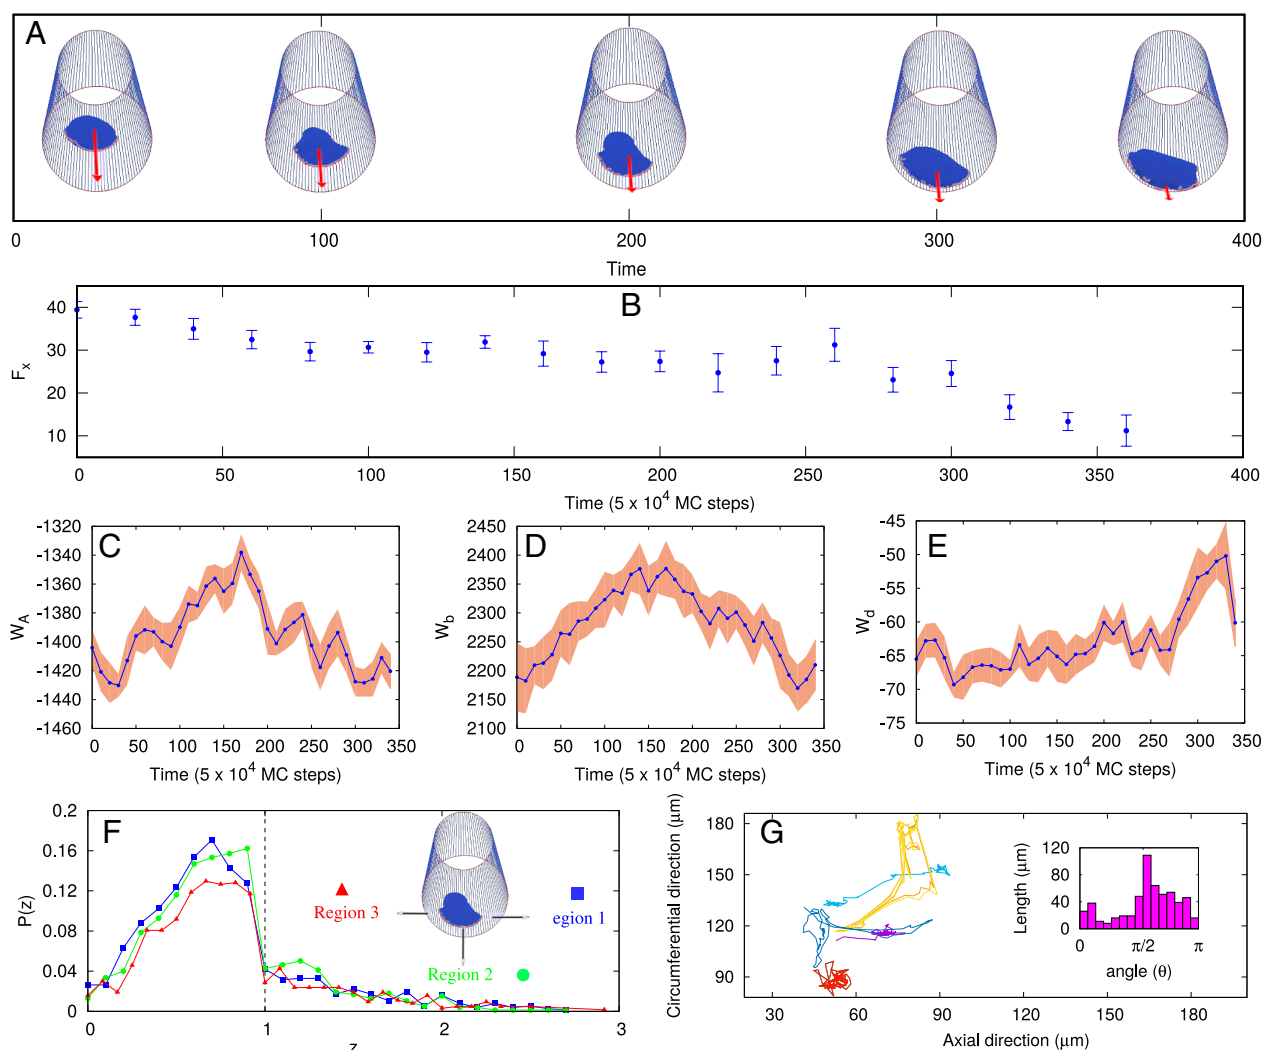 A
0 100 200 300 400
Time
B
40
30
20
10
F_x
0 50 100 150 200 250 300 350 400
Time (5 x 10^4 MC steps)
C
-1320
-1340
-1360
-1380
-1400
-1420
-1440
-1460
W_A
0 50 100 150 200 250 300 350
Time (5 x 10^4 MC steps)
D
2450
2400
2350
2300
2250
2200
2150
2100
W_b
0 50 100 150 200 250 300 350
Time (5 x 10^4 MC steps)
E
-45
-50
-55
-60
-65
-70
-75
W_d
0 50 100 150 200 250 300 350
Time (5 x 10^4 MC steps)
F
0.2
0.16
0.12
0.08
0.04
0
P(z)
Region 3
egion 1
Region 2
0 1 2 3
z
G
180
150
120
90
Circumferential direction (μm)
30 60 90 120 150 180
Axial direction (μm)
120
80
40
0
Length (μm)
0 π/2 π
angle (θ)